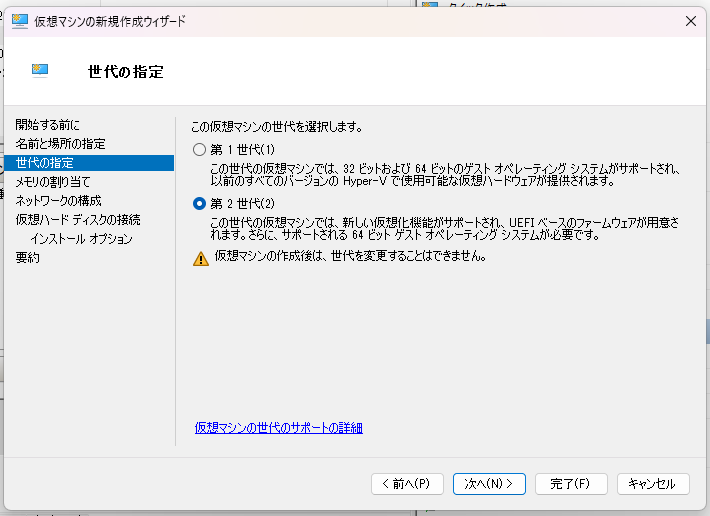 仮想マシンの新規作成ウィザード
世代の指定
開始する前に
名前と場所の指定
世代の指定
メモリの割り当て
ネットワークの構成
仮想ハード ディスクの接続
インストール オプション
要約
この仮想マシンの世代を選択します。
第 1 世代(1)
この世代の仮想マシンでは、32 ビットおよび 64 ビットのゲスト オペレーティング システムがサポートされ、
以前のすべてのバージョンの Hyper-V で使用可能な仮想ハードウェアが提供されます。
第 2 世代(2)
この世代の仮想マシンでは、新しい仮想化機能がサポートされ、UEFI ベースのファームウェアが用意さ
れます。さらに、サポートされる 64 ビット ゲスト オペレーティング システムが必要です。
仮想マシンの作成後は、世代を変更することはできません。
仮想マシンの世代のサポートの詳細
< 前へ(P)
次へ(N) >
完了(F)
キャンセル